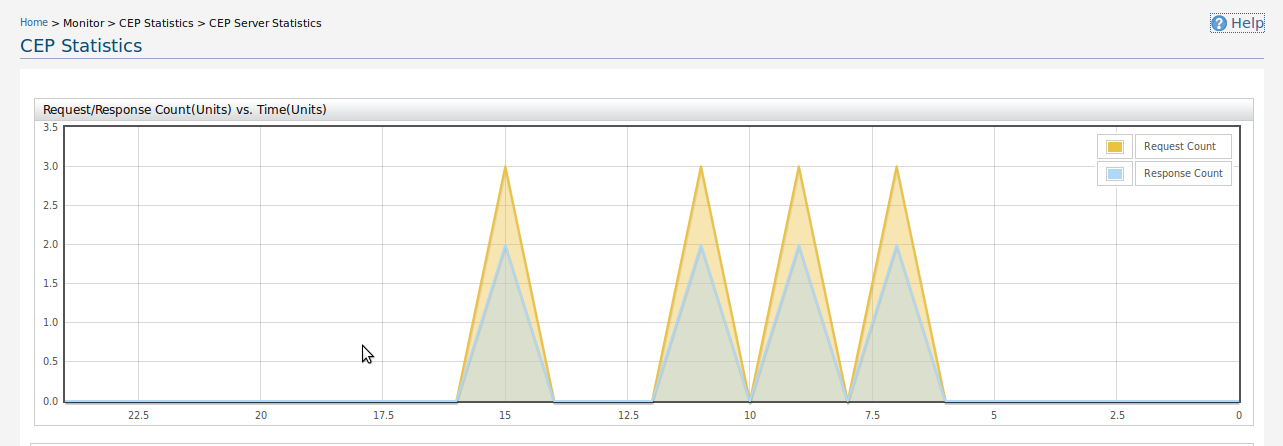 Home > Monitor > CEP Statistics > CEP Server Statistics
? Help
CEP Statistics
Request/Response Count(Units) vs. Time(Units)
3.5
3.0
2.5
2.0
1.5
1.0
0.5
0.0
Request Count
Response Count
22.5 20 17.5 15 12.5 10 7.5 5 2.5 0